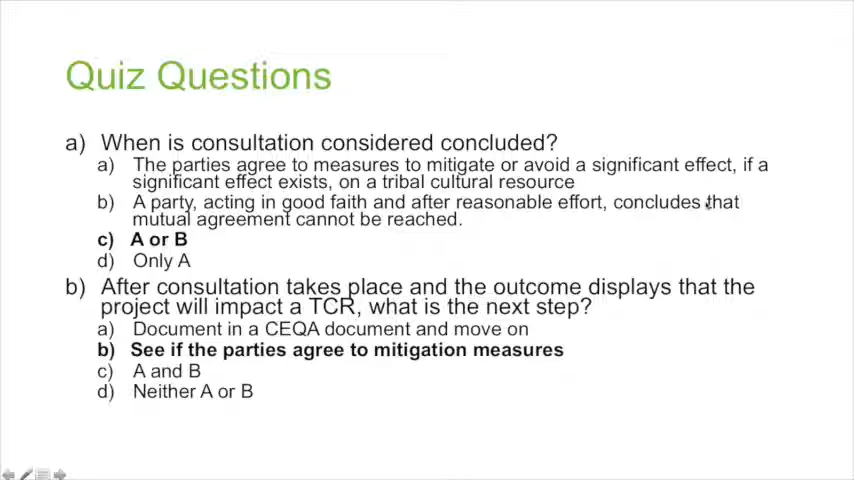 Quiz Questions
a) When is consultation considered concluded?
a) The parties agree to measures to mitigate or avoid a significant effect, if a
significant effect exists, on a tribal cultural resource
b) A party, acting in good faith and after reasonable effort, concludes that
mutual agreement cannot be reached.
c) A or B
d) Only A
b) After consultation takes place and the outcome displays that the
project will impact a TCR, what is the next step?
a) Document in a CEQA document and move on
b) See if the parties agree to mitigation measures
c) A and B
d) Neither A or B